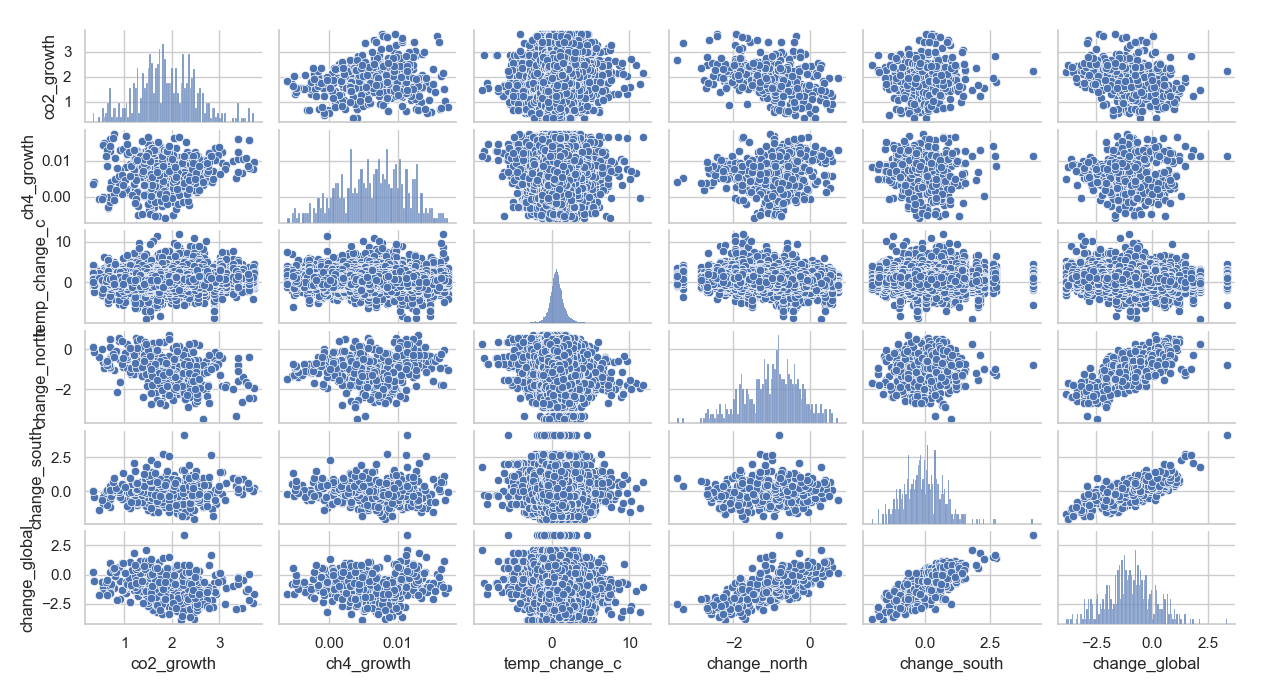 co2_growth
3
2
1
ch4_growth
0.01
0.00
temp_change_c
10
0
change_north
0
−2
change_south
2.5
0.0
change_global
2.5
0.0
−2.5
1 2 3
0.00 0.01
0 10
−2 0
0.0 2.5
−2.5 0.0 2.5
co2_growth ch4_growth temp_change_c change_north change_south change_global